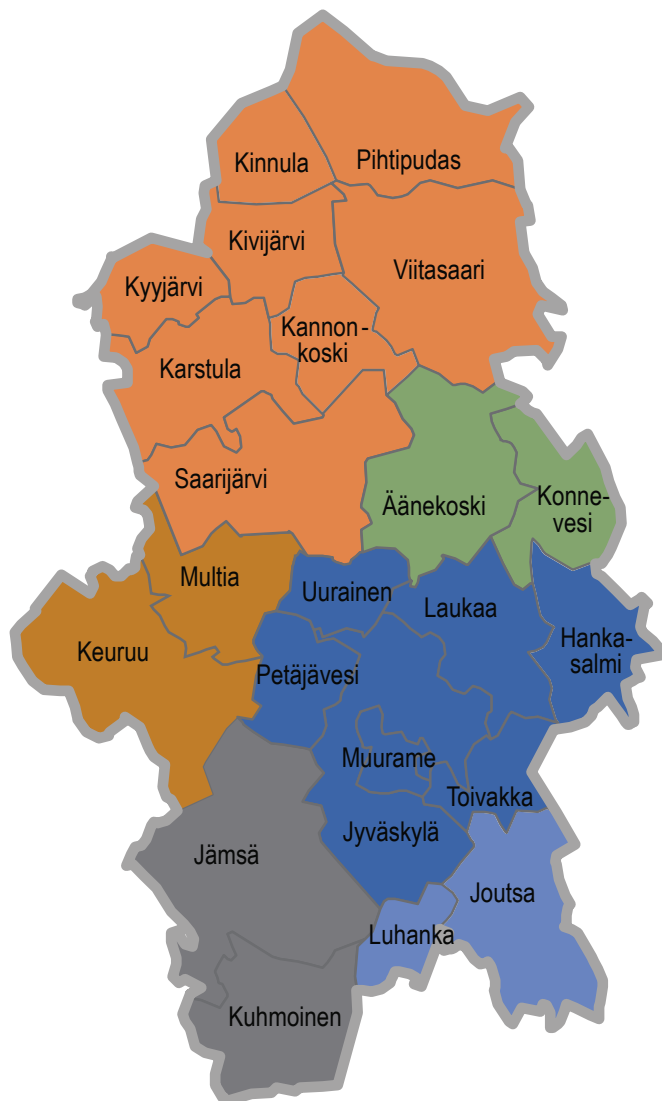 Kinnula
Pihtipudas
Kivijärvi
Viitasaari
Kyyjärvi
Kannon-
koski
Karstula
Saarijärvi
Äänekoski
Konne-
vesi
Multia
Uurainen
Laukaa
Hanka-
salmi
Keuruu
Petäjävesi
Muurame
Toivakka
Jyväskylä
Jämsä
Joutsa
Luhanka
Kuhmoinen